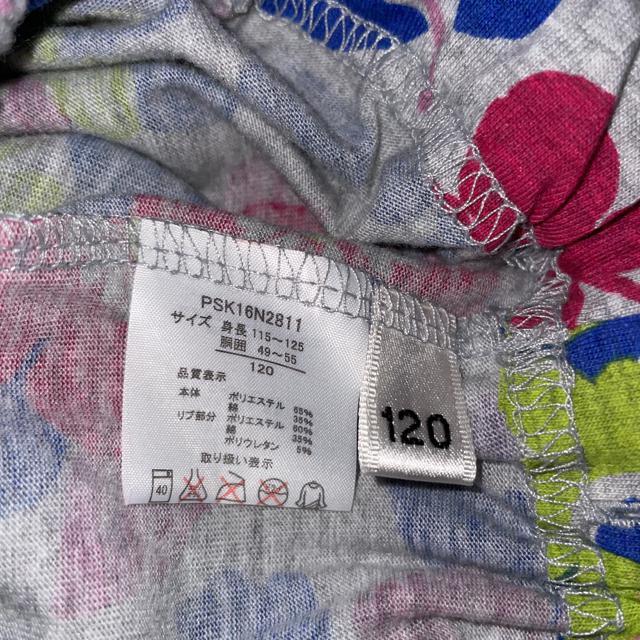 PSK16N2811
サイズ 身長 115～125
胴囲 49～55
120
品質表示
本体 ポリエステル 65%
綿 35%
リブ部分 ポリエステル 60%
綿 35%
ポリウレタン 5%
取り扱い表示
40
120